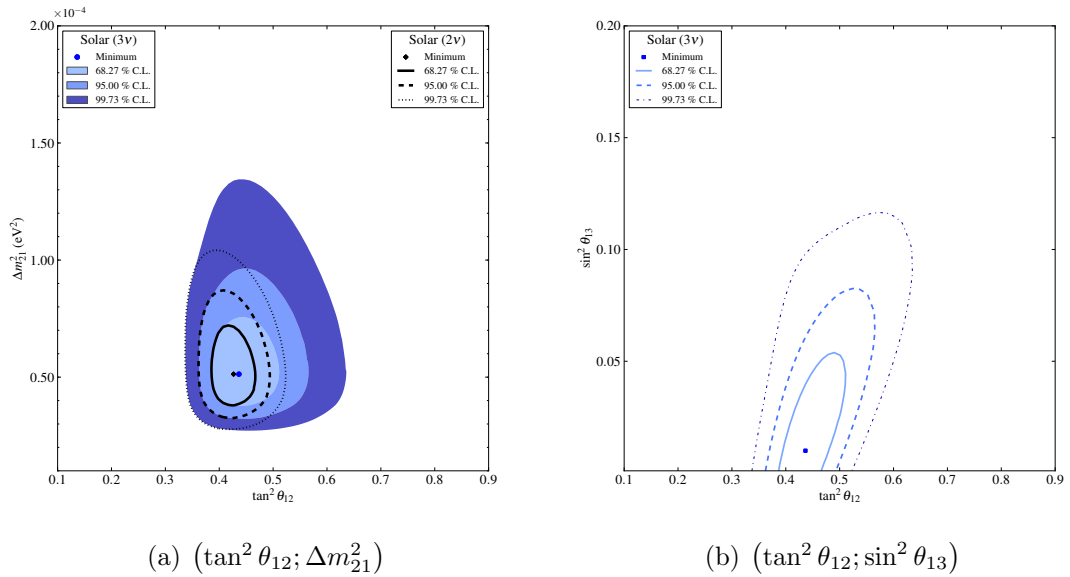 ×10⁻⁴
2.00
1.50
1.00
0.50
Δm²₂₁ (eV²)
Solar (3ν)
Minimum
68.27 % C.L.
95.00 % C.L.
99.73 % C.L.
Solar (2ν)
Minimum
68.27 % C.L.
95.00 % C.L.
99.73 % C.L.
0.1 0.2 0.3 0.4 0.5 0.6 0.7 0.8 0.9
tan² θ₁₂
(a) (tan² θ₁₂; Δm²₂₁)
0.20
0.15
0.10
0.05
sin² θ₁₃
Solar (3ν)
Minimum
68.27 % C.L.
95.00 % C.L.
99.73 % C.L.
0.1 0.2 0.3 0.4 0.5 0.6 0.7 0.8 0.9
tan² θ₁₂
(b) (tan² θ₁₂; sin² θ₁₃)